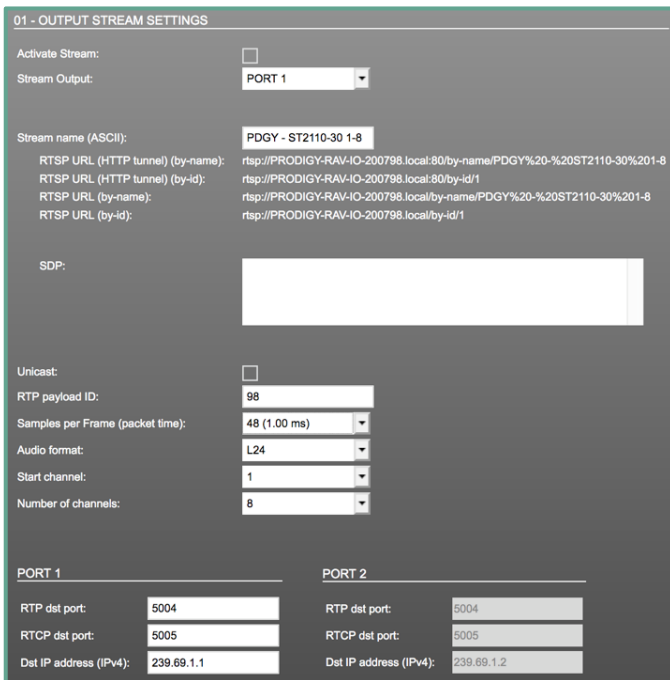 01 - OUTPUT STREAM SETTINGS
Activate Stream:
Stream Output: PORT 1
Stream name (ASCII): PDGY - ST2110-30 1-8
RTSP URL (HTTP tunnel) (by-name): rtsp://PRODIGY-RAV-IO-200798.local:80/by-name/PDGY%20-%20ST2110-30%201-8
RTSP URL (HTTP tunnel) (by-id): rtsp://PRODIGY-RAV-IO-200798.local:80/by-id/1
RTSP URL (by-name): rtsp://PRODIGY-RAV-IO-200798.local/by-name/PDGY%20-%20ST2110-30%201-8
RTSP URL (by-id): rtsp://PRODIGY-RAV-IO-200798.local/by-id/1
SDP:
Unicast:
RTP payload ID: 98
Samples per Frame (packet time): 48 (1.00 ms)
Audio format: L24
Start channel: 1
Number of channels: 8
PORT 1 PORT 2
RTP dst port: 5004 RTP dst port: 5004
RTCP dst port: 5005 RTCP dst port: 5005
Dst IP address (IPv4): 239.69.1.1 Dst IP address (IPv4): 239.69.1.2